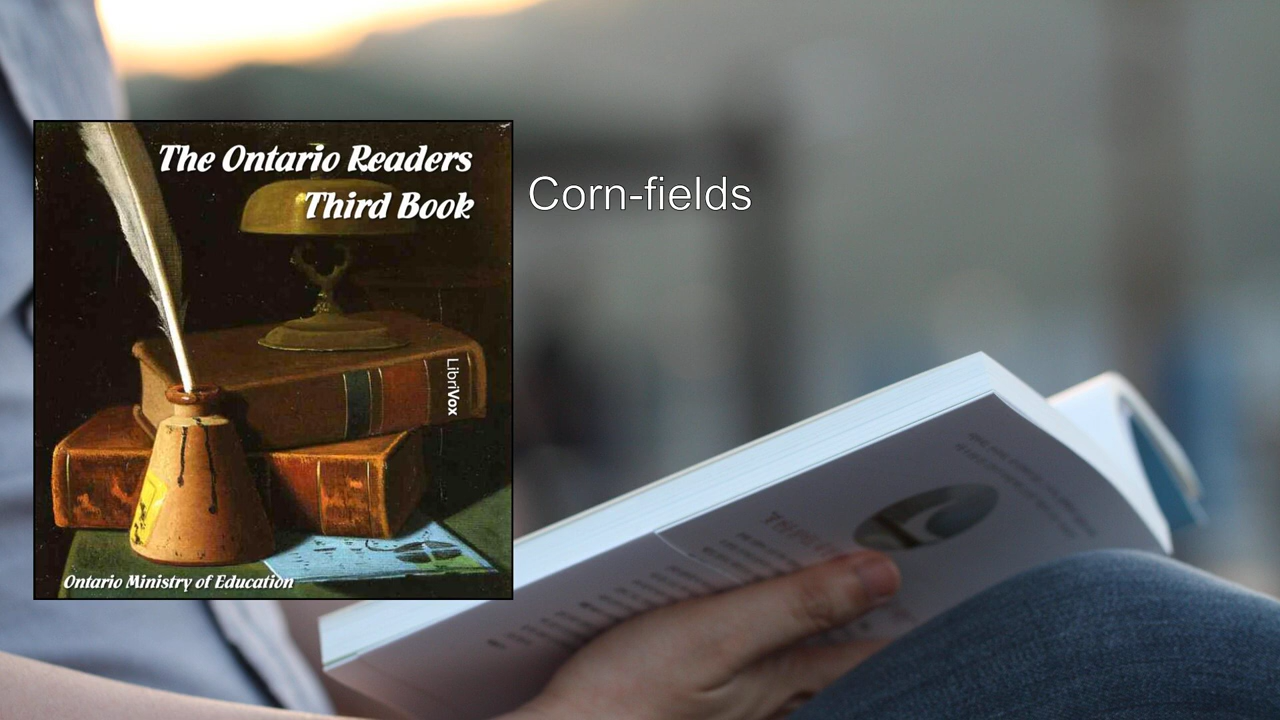 The Ontario Readers
Third Book
Corn-fields
LibriVox
Ontario Ministry of Education